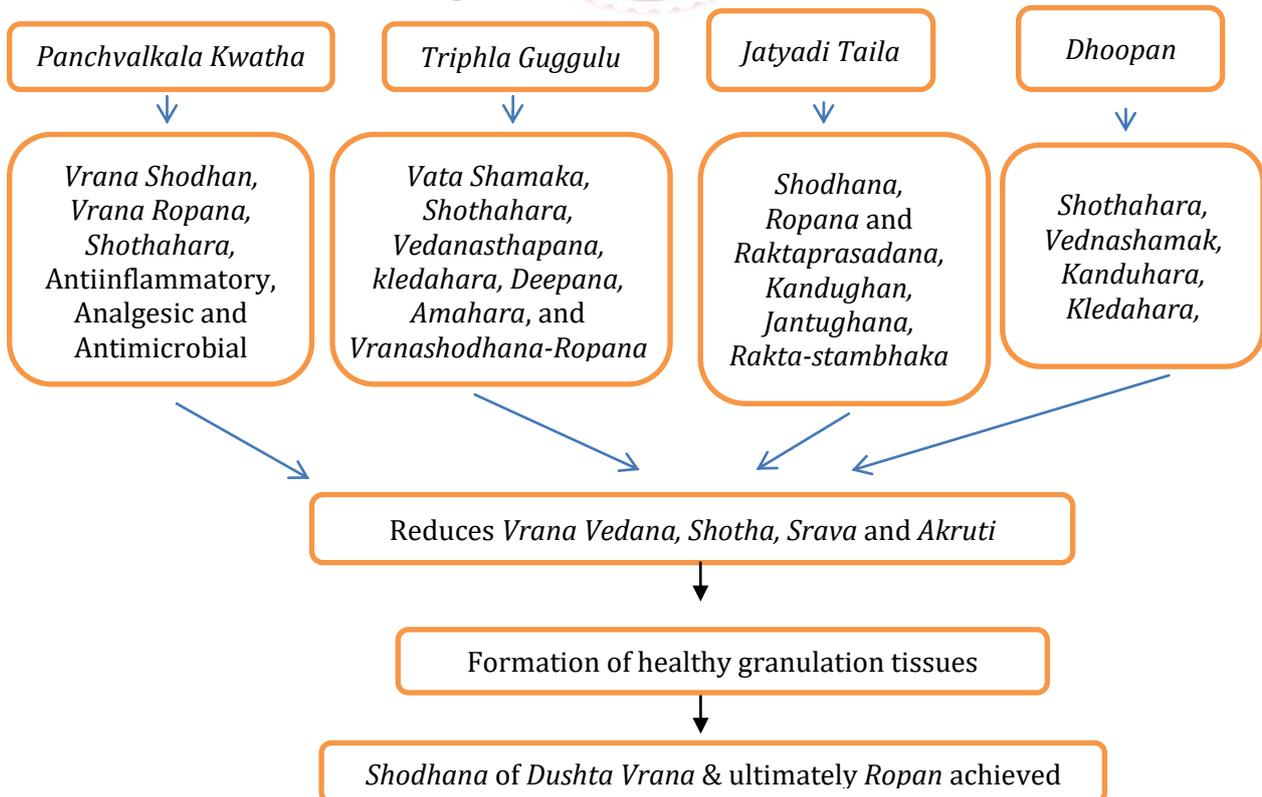 Panchvalkala Kwatha
Triphla Guggulu
Jatyadi Taila
Dhoopan
Vrana Shodhan,
Vrana Ropana,
Shothahara,
Antiinflammatory,
Analgesic and
Antimicrobial
Vata Shamaka,
Shothahara,
Vedanasthapana,
kledahara, Deepana,
Amahara, and
Vranashodhana-Ropana
Shodhana,
Ropana and
Raktaprasadana,
Kandughan,
Jantughana,
Rakta-stambhaka
Shothahara,
Vednashamak,
Kanduhara,
Kledahara,
Reduces Vrana Vedana, Shotha, Srava and Akruti
Formation of healthy granulation tissues
Shodhana of Dushta Vrana & ultimately Ropan achieved